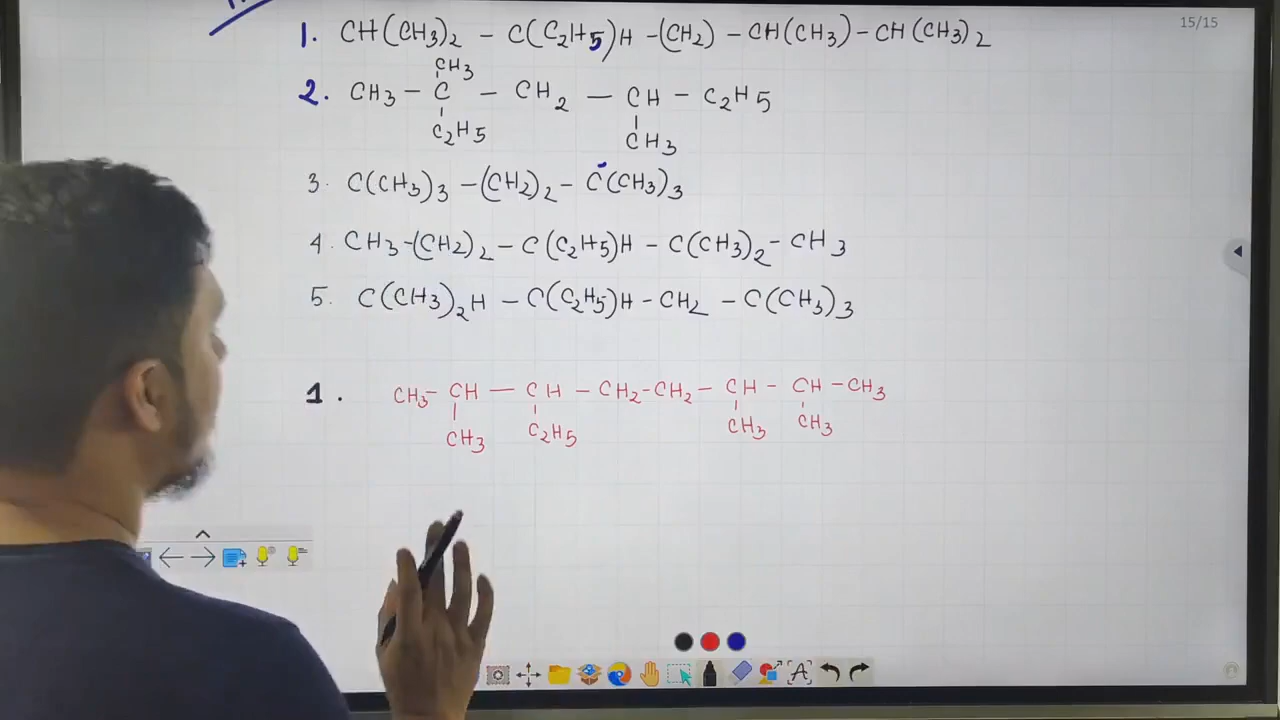 15/15
1. CH(CH3)2 - C(C2H5)H -(CH2) - CH(CH3) - CH(CH3)2
CH3
2. CH3 - C - CH2 - CH - C2H5
C2H5 CH3
3. C(CH3)3 -(CH2)2 - C(CH3)3
4. CH3-(CH2)2 - C(C2H5)H - C(CH3)2 - CH3
5. C(CH3)2H - C(C2H5)H - CH2 - C(CH3)3
1. CH3 - CH - CH - CH2-CH2 - CH - CH - CH3
CH3 C2H5 CH3 CH3